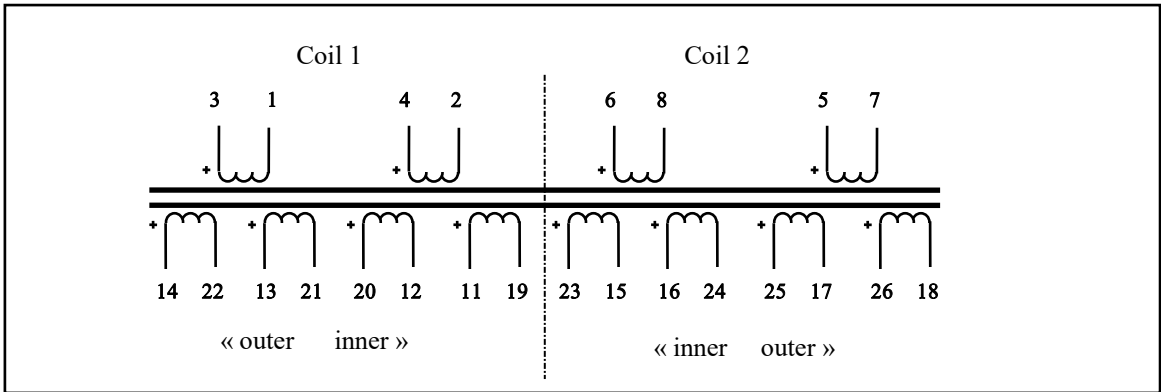 Coil 1 Coil 2
3 1 4 2 6 8 5 7
+ + + +
+ + + + + + + +
14 22 13 21 20 12 11 19 23 15 16 24 25 17 26 18
« outer inner »
« inner outer »